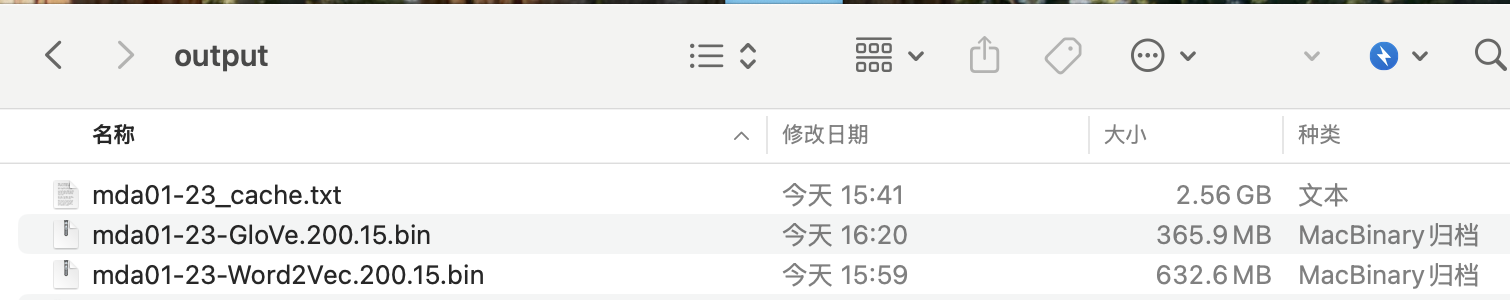 output
名称 修改日期 大小 种类
mda01-23_cache.txt 今天 15:41 2.56 GB 文本
mda01-23-GloVe.200.15.bin 今天 16:20 365.9 MB MacBinary归档
mda01-23-Word2Vec.200.15.bin 今天 15:59 632.6 MB MacBinary归档